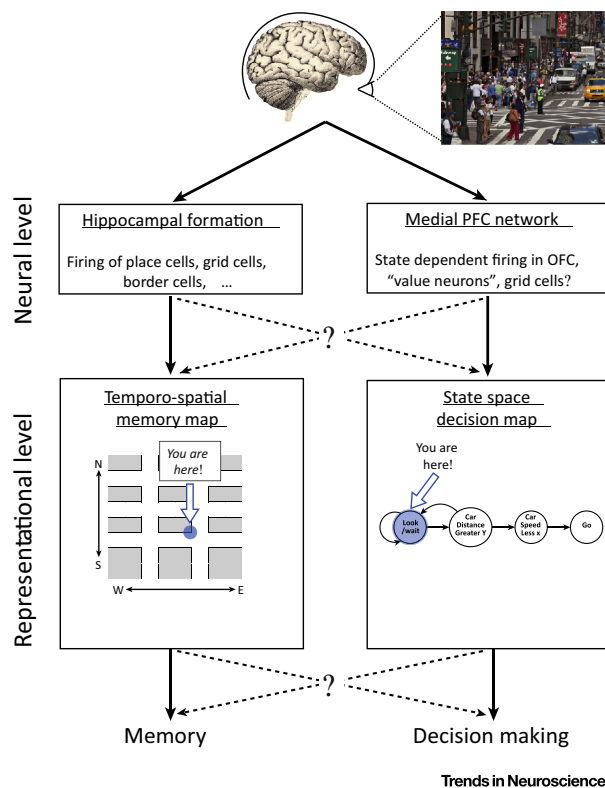 Neural level
Hippocampal formation
Firing of place cells, grid cells,
border cells, ...
Medial PFC network
State dependent firing in OFC,
“value neurons”, grid cells?
?
Representational level
Temporo-spatial
memory map
You are
here!
N
S
W
E
State space
decision map
You are
here!
Look
/wait
Car
Distance
Greater Y
Car
Speed
Less x
Go
?
Memory
Decision making
Trends in Neuroscience